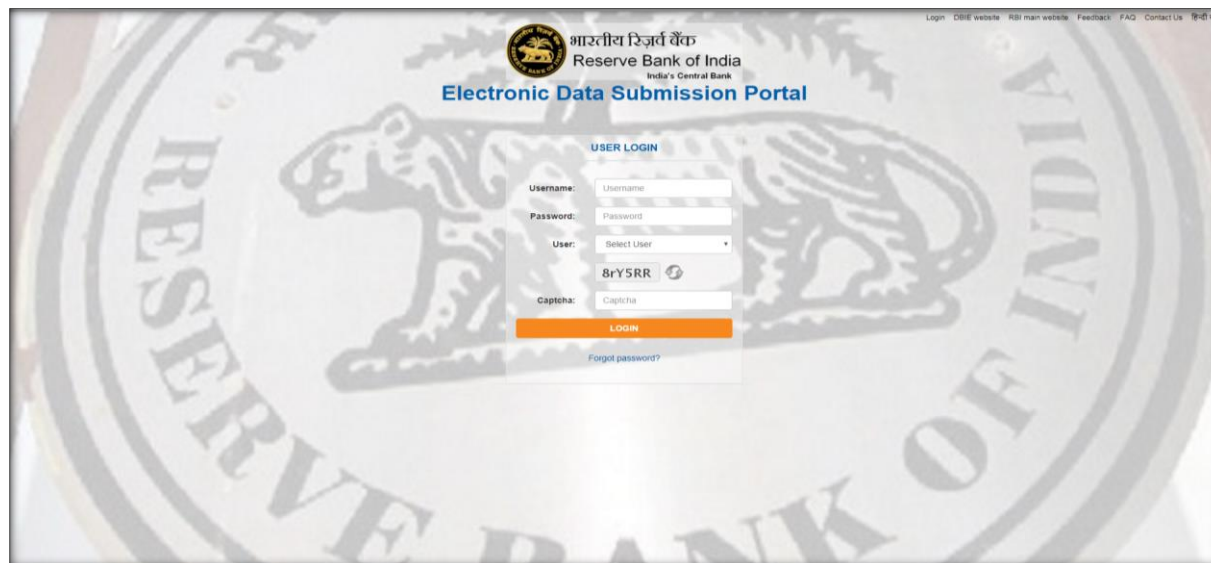 Login DBIE website RBI main website Feedback FAQ Contact Us हिन्दी
भारतीय रिज़र्व बैंक
Reserve Bank of India
India's Central Bank
Electronic Data Submission Portal
USER LOGIN
Username: Username
Password: Password
User: Select User
8rY5RR
Captcha: Captcha
LOGIN
Forgot password?
RESERVE BANK OF INDIA